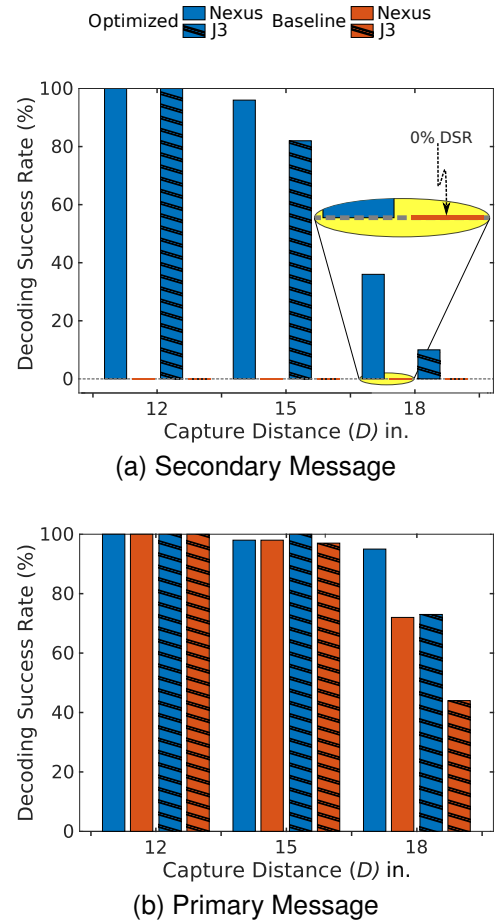 Optimized Nexus Baseline Nexus
J3 J3
100
80
60
40
20
0
Decoding Success Rate (%)
0% DSR
12 15 18
Capture Distance (D) in.
(a) Secondary Message
100
80
60
40
20
0
Decoding Success Rate (%)
12 15 18
Capture Distance (D) in.
(b) Primary Message